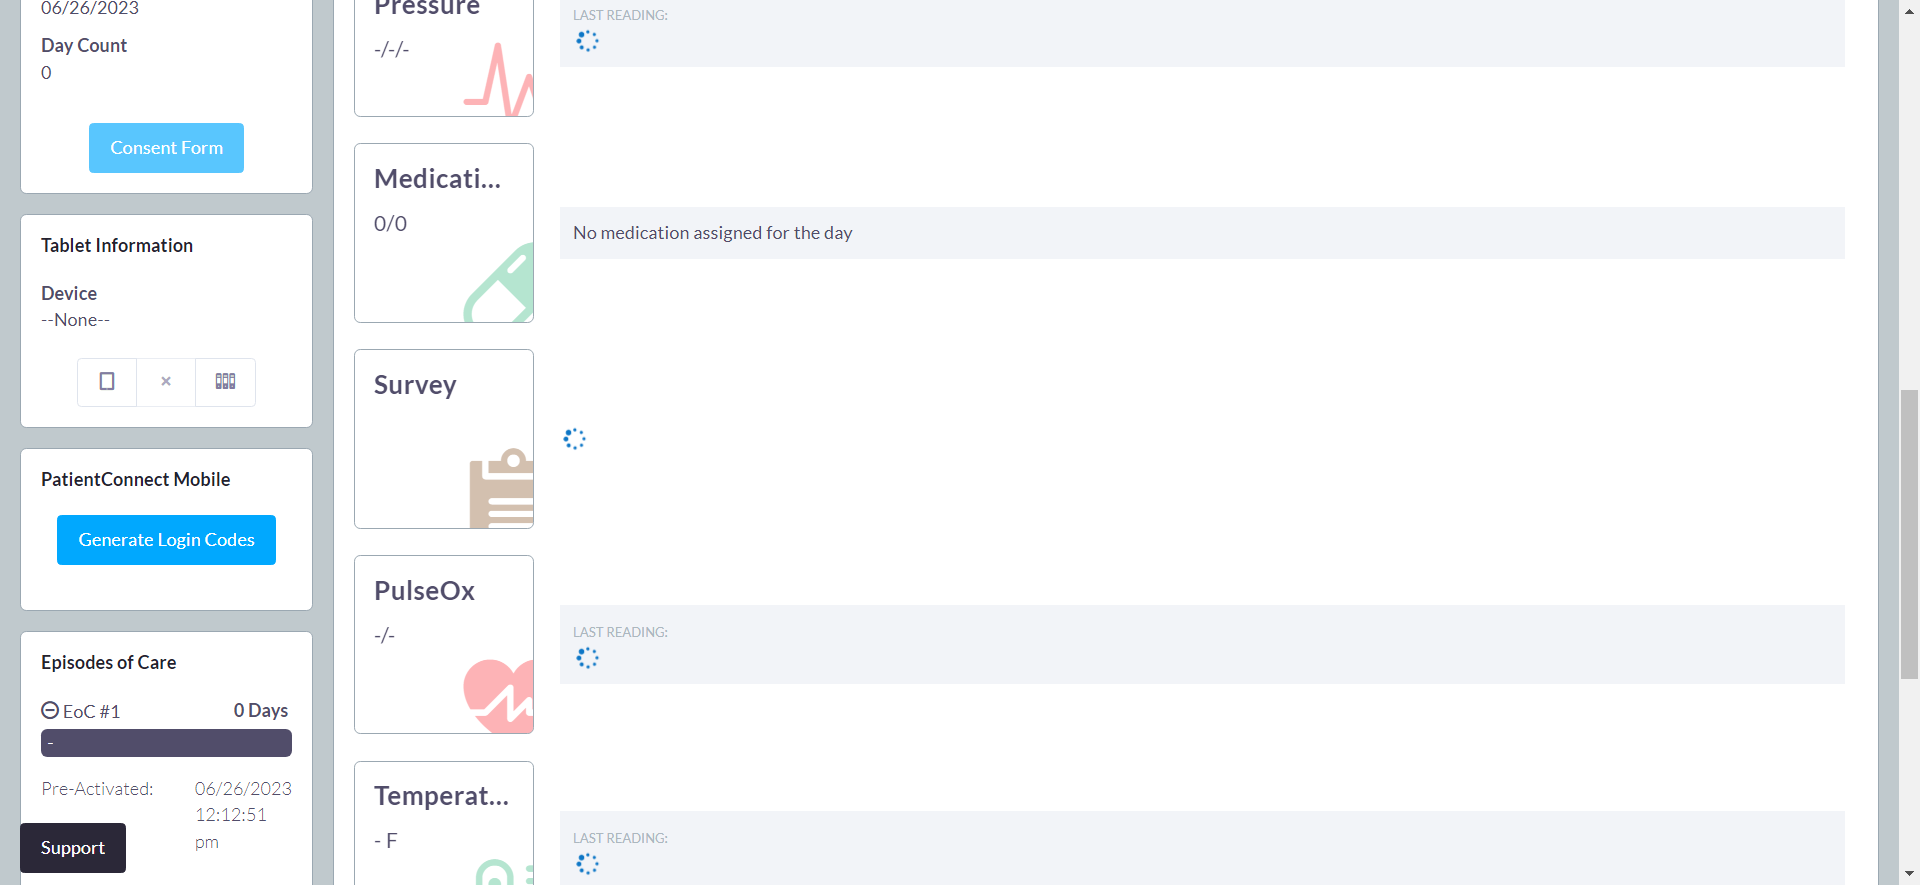 06/26/2023
Day Count
0
Consent Form
Tablet Information
Device
--None--
PatientConnect Mobile
Generate Login Codes
Episodes of Care
EoC #1 0 Days
-
Pre-Activated: 06/26/2023
12:12:51
pm
Support
Pressure
-/-/-
LAST READING:
Medicati...
0/0
No medication assigned for the day
Survey
PulseOx
-/-
LAST READING:
Temperat...
- F
LAST READING: